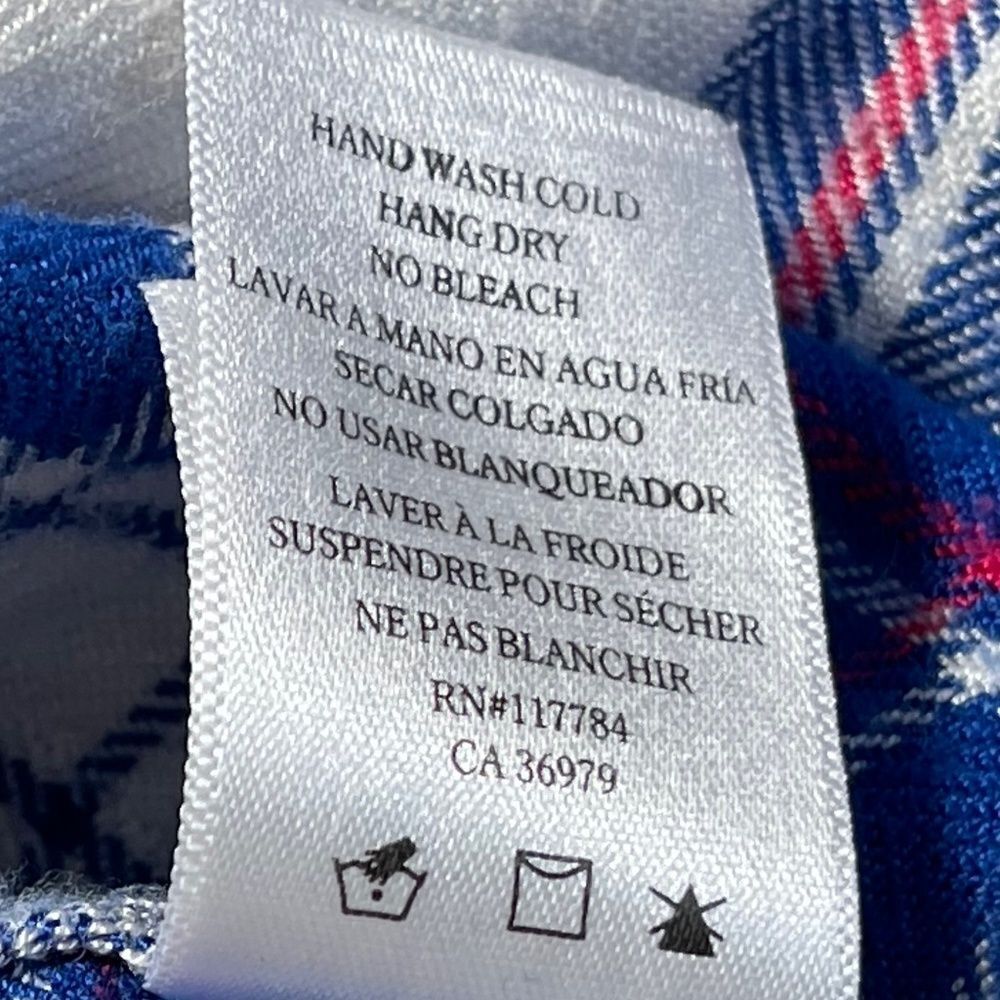 HAND WASH COLD
HANG DRY
NO BLEACH
LAVAR A MANO EN AGUA FRÍA
SECAR COLGADO
NO USAR BLANQUEADOR
LAVER À LA FROIDE
SUSPENDRE POUR SÉCHER
NE PAS BLANCHIR
RN#117784
CA 36979